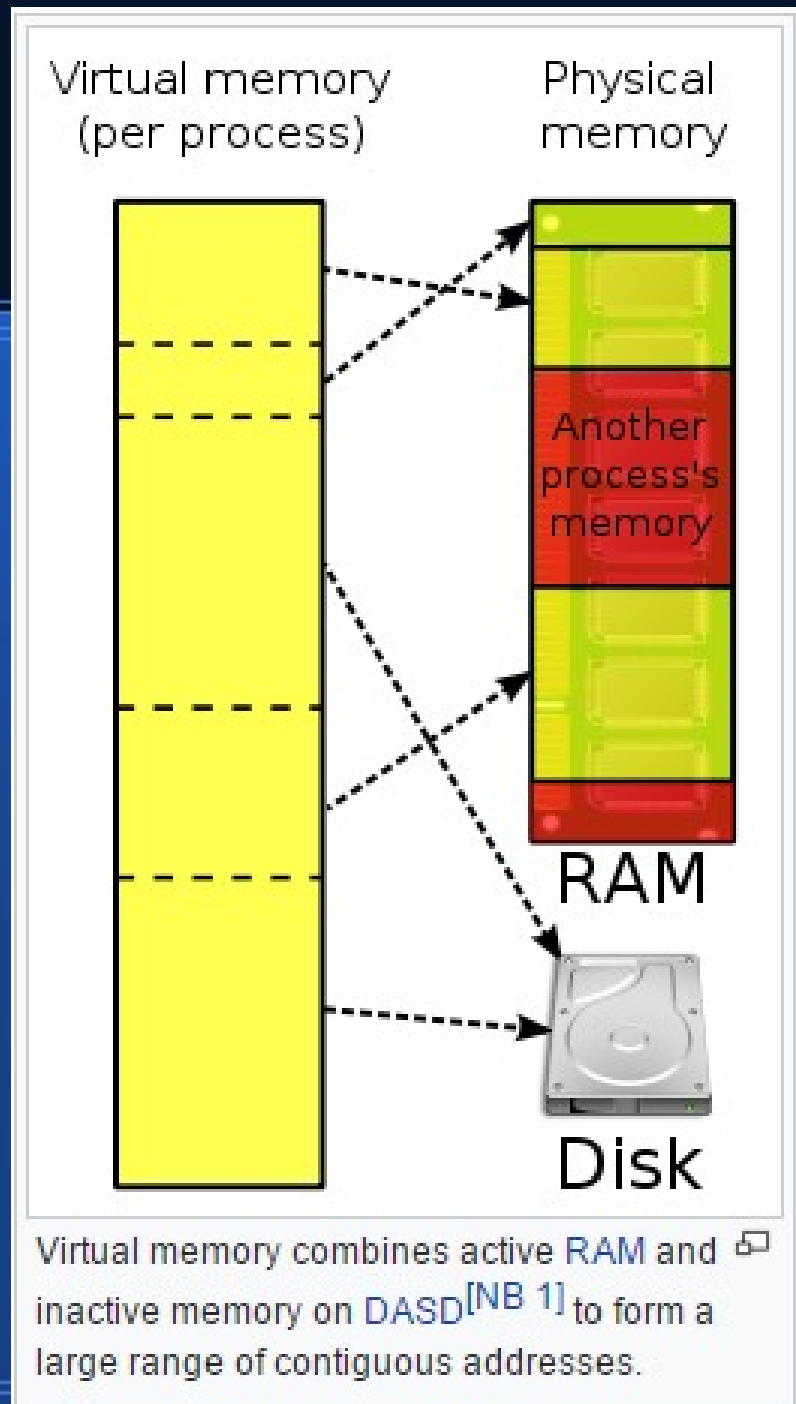 Virtual memory
(per process)
Physical
memory
Another
process's
memory
RAM
Disk
Virtual memory combines active RAM and
inactive memory on DASD[NB 1] to form a
large range of contiguous addresses.